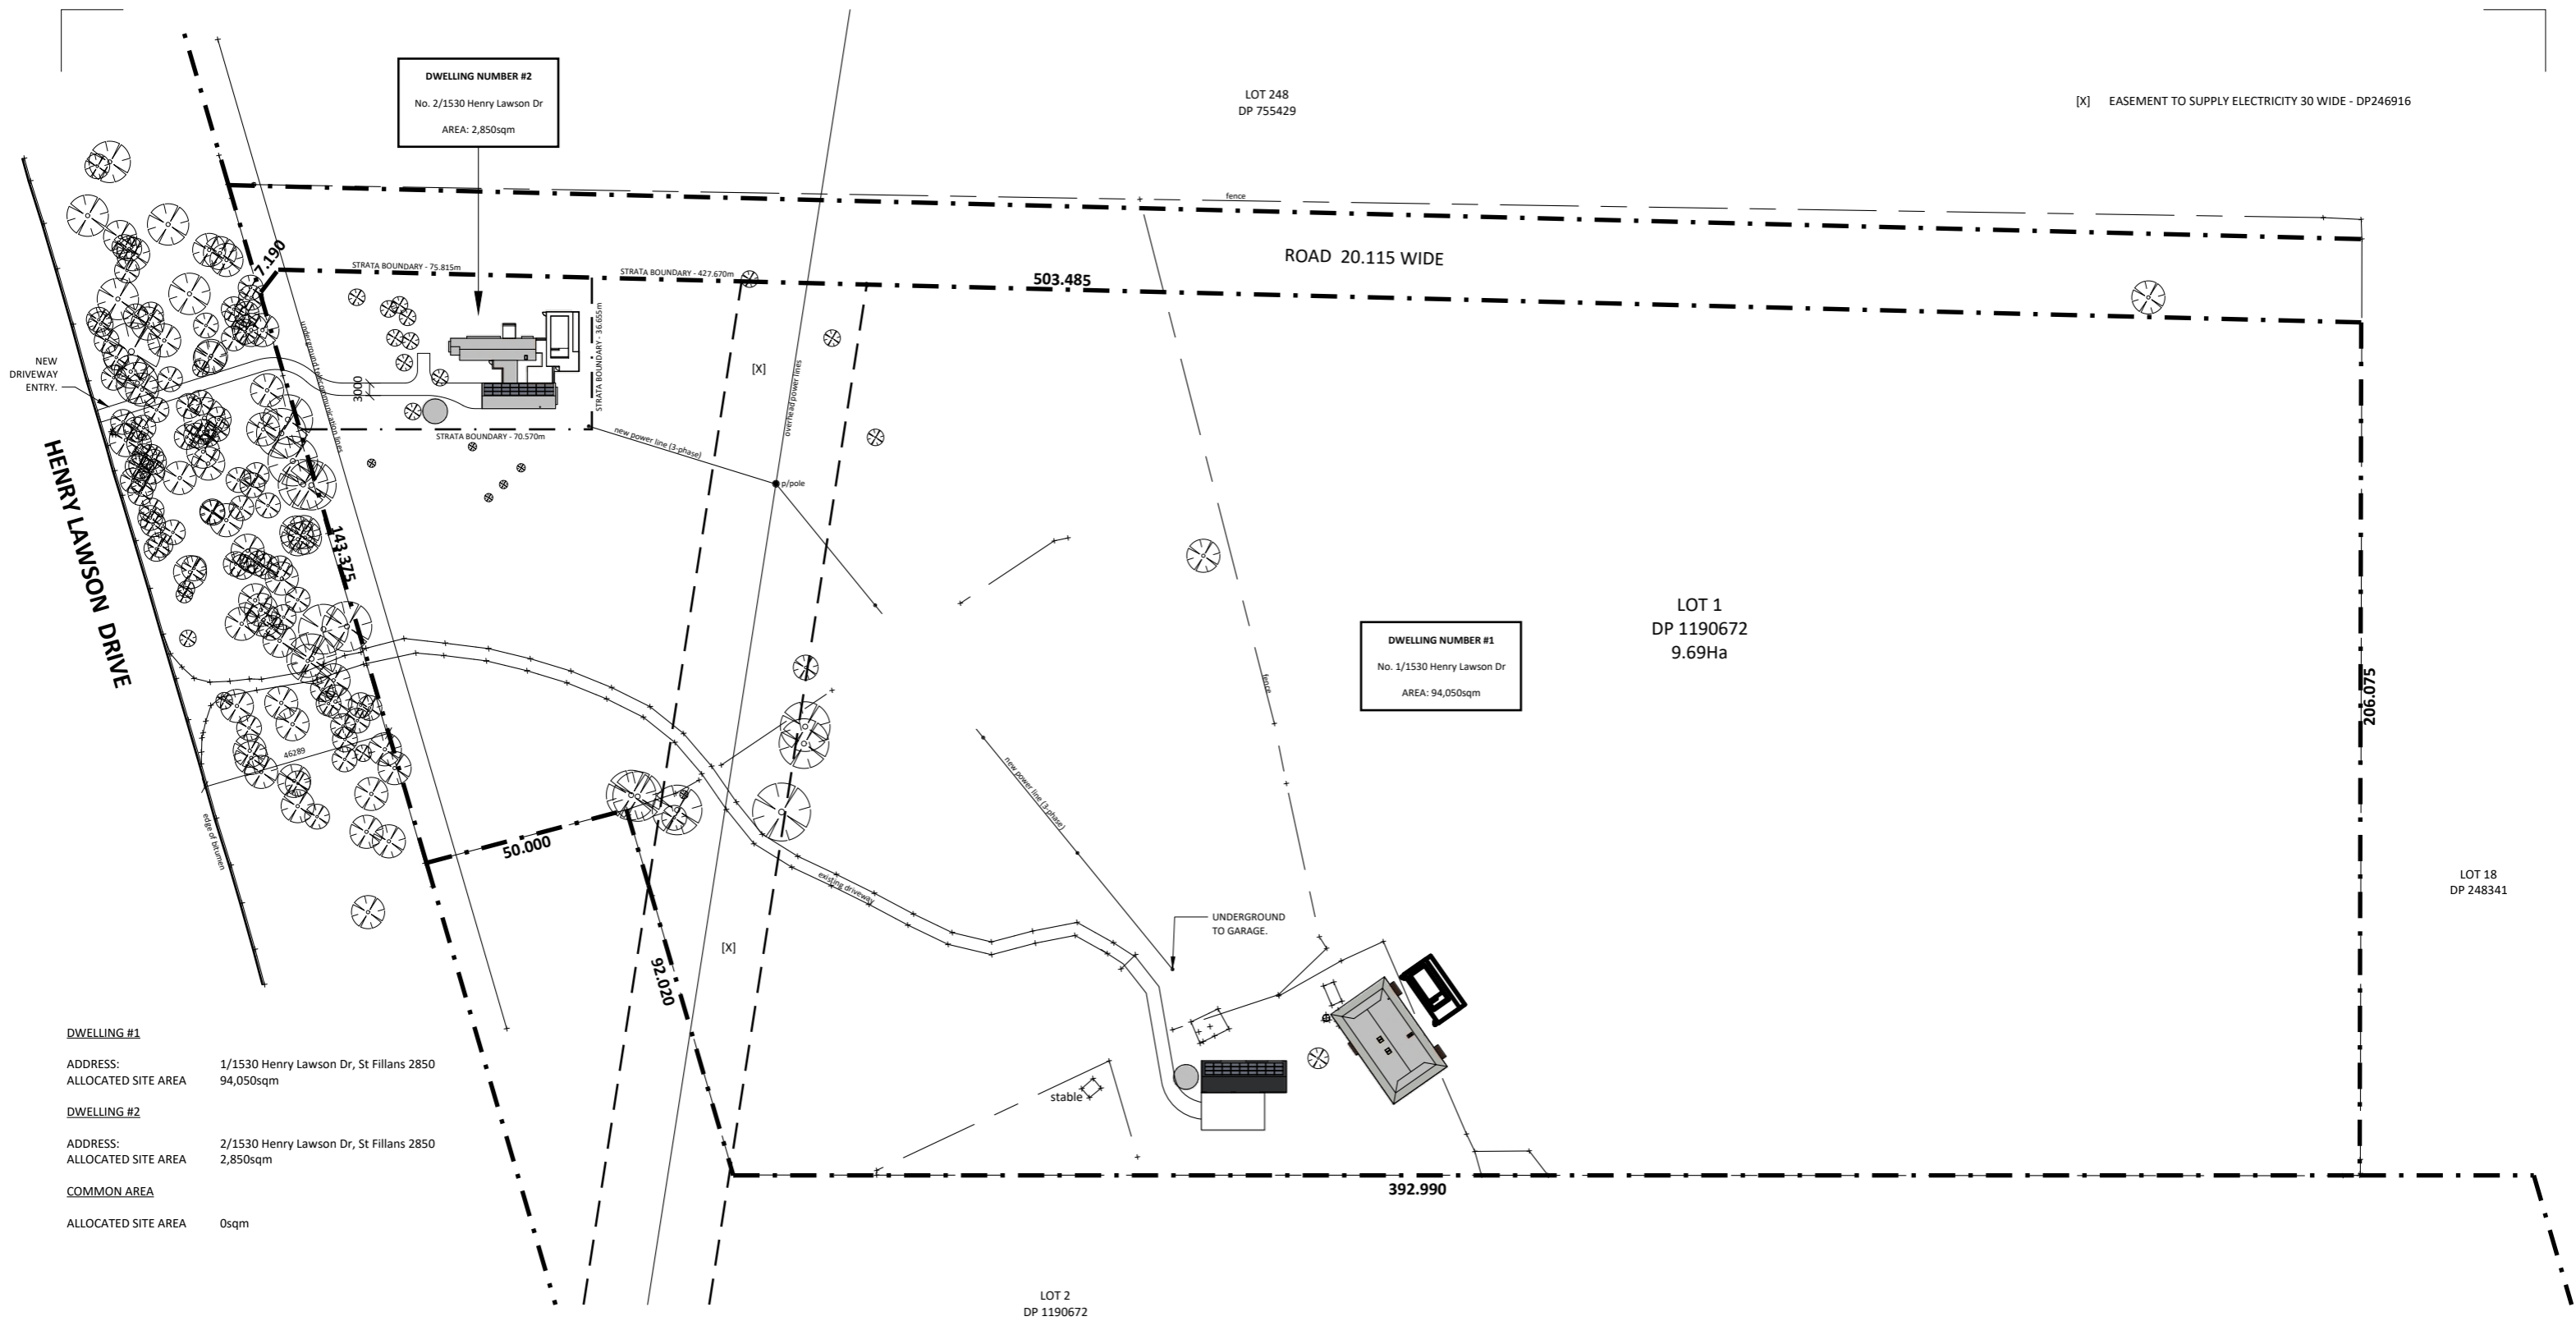 DWELLING NUMBER #2
No. 2/1530 Henry Lawson Dr
AREA: 2,850sqm
LOT 248
DP 755429
[X] EASEMENT TO SUPPLY ELECTRICITY 30 WIDE - DP246916
fence
7.190
STRATA BOUNDARY - 75.815m
STRATA BOUNDARY - 427.670m
503.485
ROAD 20.115 WIDE
STRATA BOUNDARY - 36.655m
underground telecommunication lines
NEW
DRIVEWAY
ENTRY.
3000
[X]
overhead power lines
STRATA BOUNDARY - 70.570m
new power line (3-phase)
p/pole
HENRY LAWSON DRIVE
143.375
LOT 1
DP 1190672
9.69Ha
DWELLING NUMBER #1
No. 1/1530 Henry Lawson Dr
AREA: 94,050sqm
fence
206.075
46289
edge of bitumen
50.000
new power line (3-phase)
existing driveway
LOT 18
DP 248341
UNDERGROUND
TO GARAGE.
[X]
92.020
stable
392.990
DWELLING #1
ADDRESS: 1/1530 Henry Lawson Dr, St Fillans 2850
ALLOCATED SITE AREA 94,050sqm
DWELLING #2
ADDRESS: 2/1530 Henry Lawson Dr, St Fillans 2850
ALLOCATED SITE AREA 2,850sqm
COMMON AREA
ALLOCATED SITE AREA 0sqm
LOT 2
DP 1190672